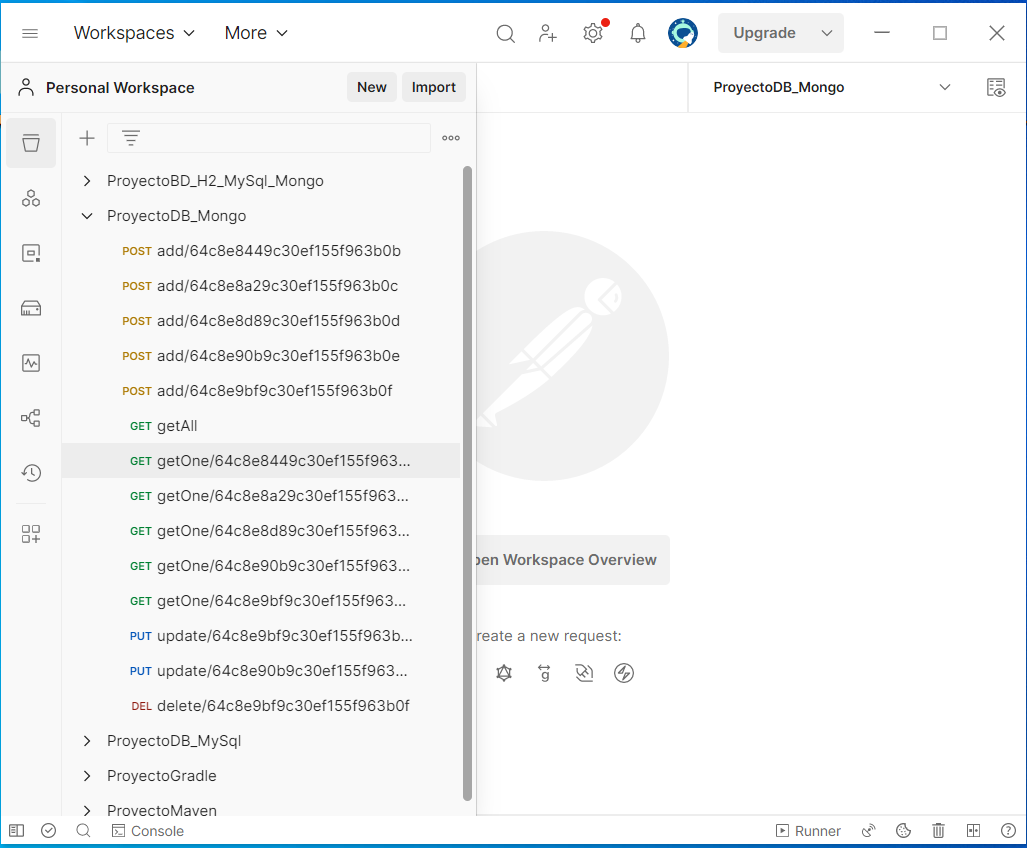 Workspaces More Upgrade
Personal Workspace New Import ProyectoDB_Mongo
ProyectoBD_H2_MySql_Mongo
ProyectoDB_Mongo
POST add/64c8e8449c30ef155f963b0b
POST add/64c8e8a29c30ef155f963b0c
POST add/64c8e8d89c30ef155f963b0d
POST add/64c8e90b9c30ef155f963b0e
POST add/64c8e9bf9c30ef155f963b0f
GET getAll
GET getOne/64c8e8449c30ef155f963...
GET getOne/64c8e8a29c30ef155f963...
GET getOne/64c8e8d89c30ef155f963...
GET getOne/64c8e90b9c30ef155f963...
GET getOne/64c8e9bf9c30ef155f963...
PUT update/64c8e9bf9c30ef155f963b...
PUT update/64c8e90b9c30ef155f963...
DEL delete/64c8e9bf9c30ef155f963b0f
ProyectoDB_MySql
ProyectoGradle
ProyectoMaven
pen Workspace Overview
reate a new request:
Console Runner